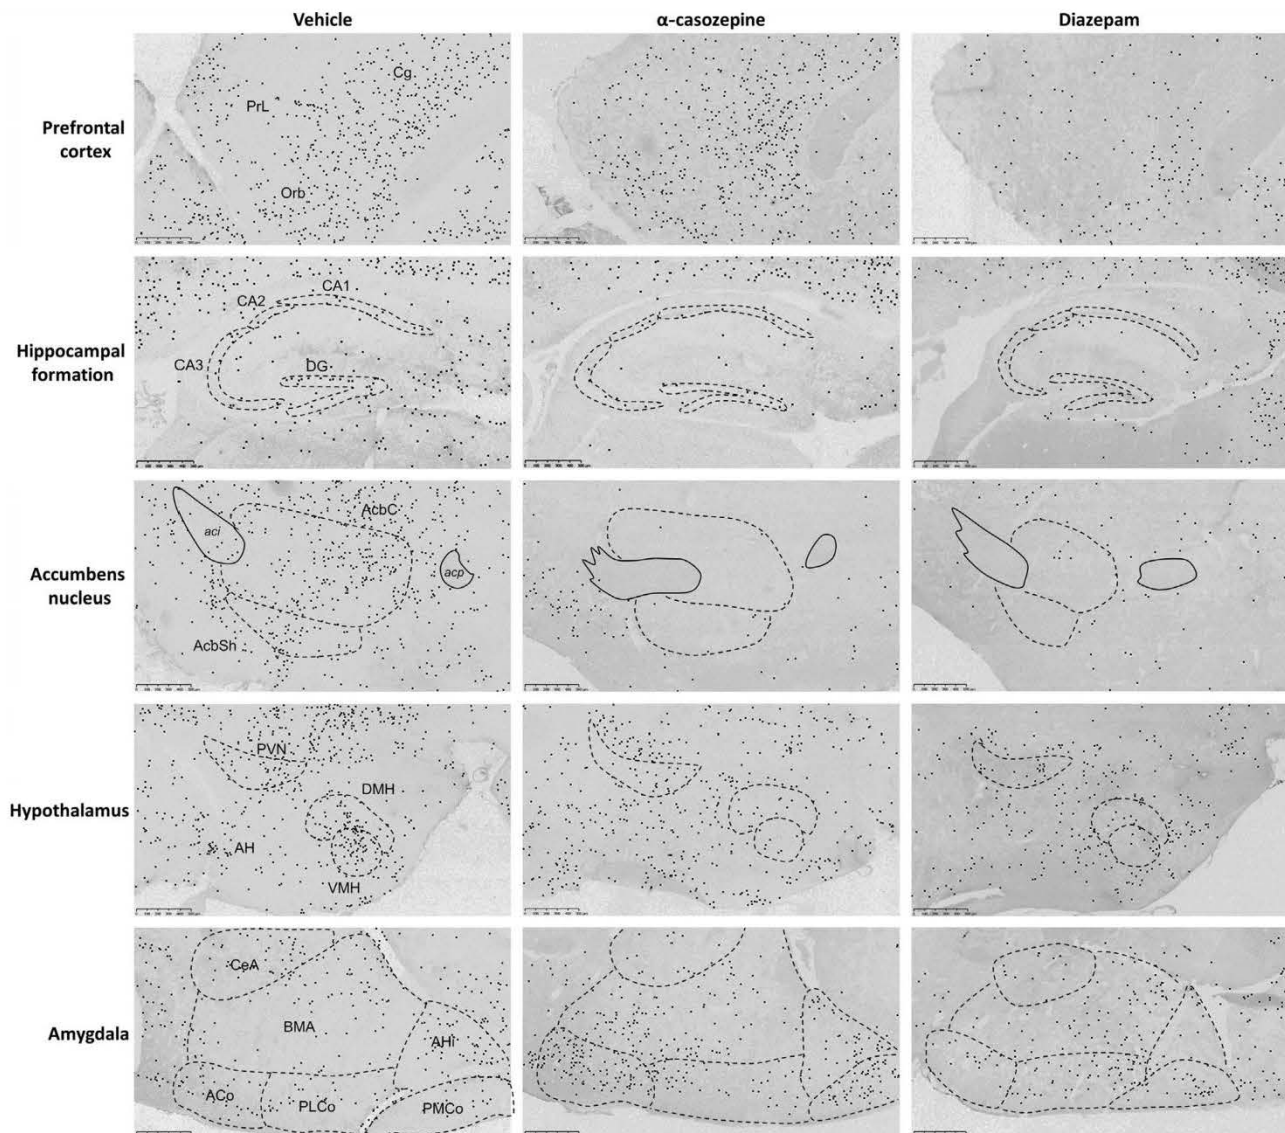 Vehicle α-casozepine Diazepam
Prefrontal
cortex
Cg
PrL
Orb
Hippocampal
formation
CA1
CA2
CA3
DG
Accumbens
nucleus
AcbC
aci
acp
AcbSh
Hypothalamus
PVN
DMH
AH
VMH
Amygdala
CeA
BMA
AHi
ACo
PLCo
PMCo